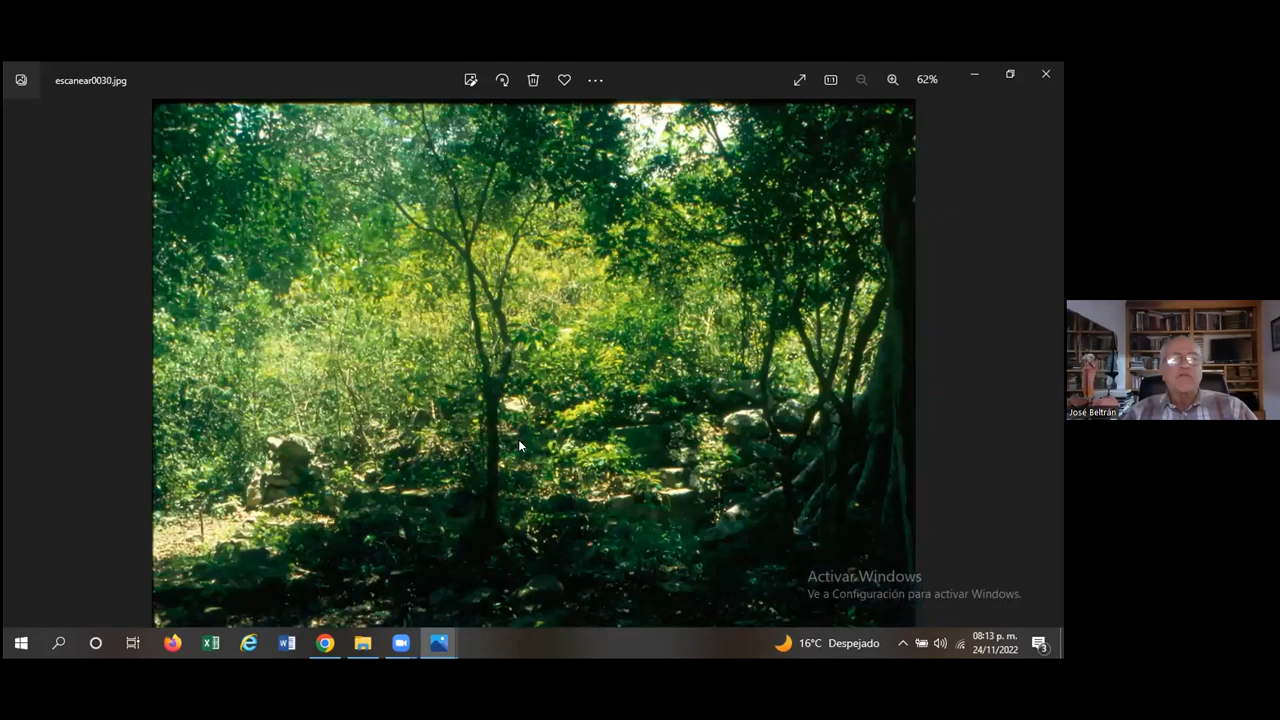 escanear0030.jpg
62%
José Beltrán
Activar Windows
Ve a Configuración para activar Windows.
16°C Despejado
08:13 p. m.
24/11/2022
3